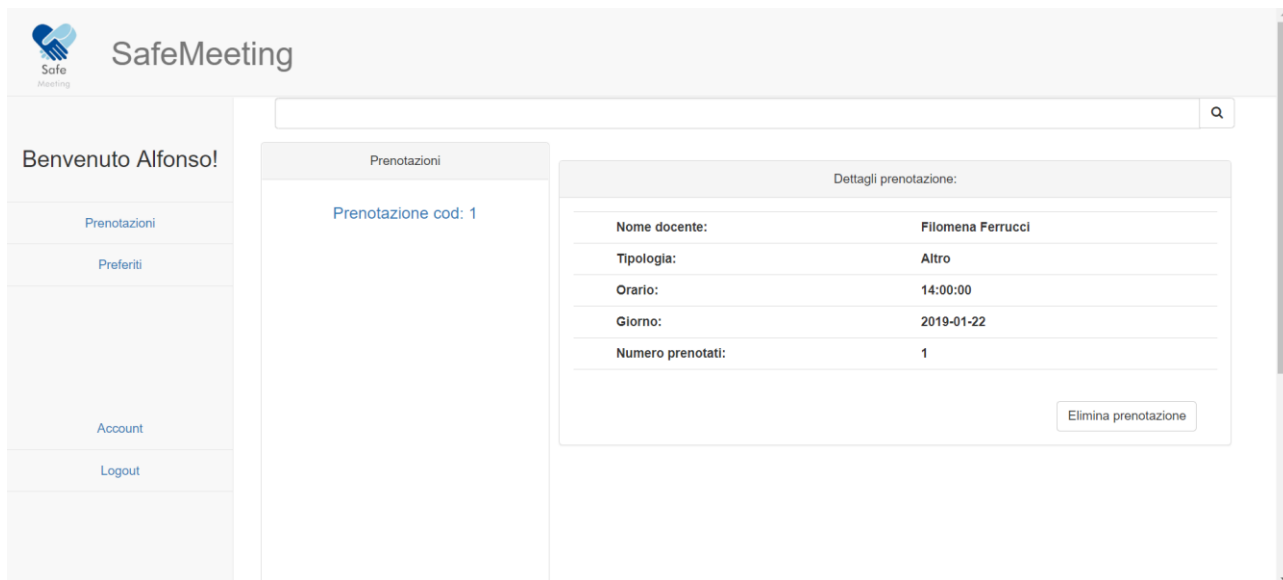 Safe
Meeting
SafeMeeting
Benvenuto Alfonso!
Prenotazioni
Preferiti
Account
Logout
Prenotazioni
Prenotazione cod: 1
Dettagli prenotazione:
Nome docente: Filomena Ferrucci
Tipologia: Altro
Orario: 14:00:00
Giorno: 2019-01-22
Numero prenotati: 1
Elimina prenotazione